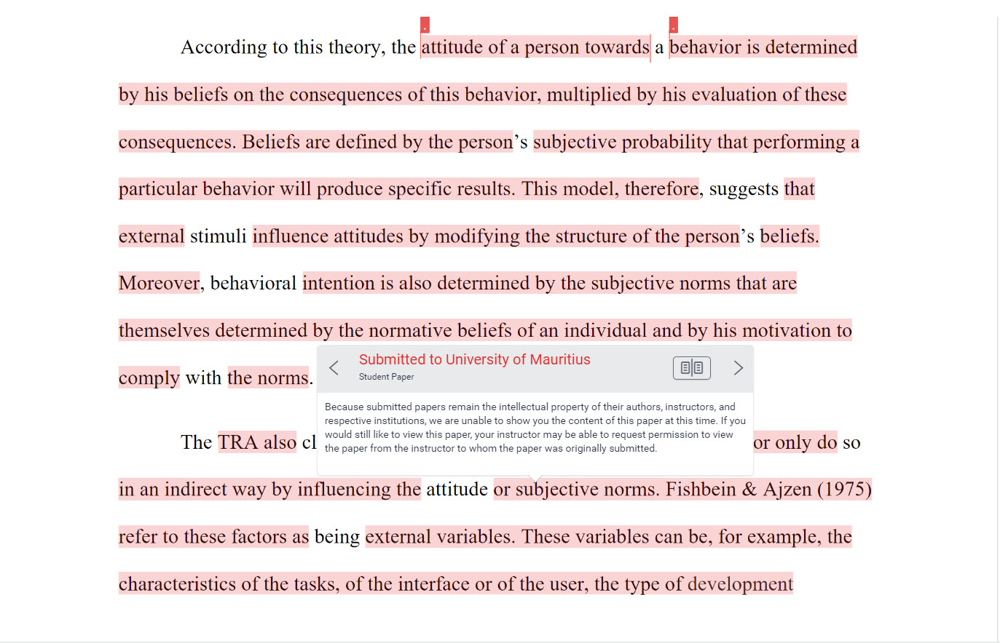 According to this theory, the attitude of a person towards a behavior is determined
by his beliefs on the consequences of this behavior, multiplied by his evaluation of these
consequences. Beliefs are defined by the person’s subjective probability that performing a
particular behavior will produce specific results. This model, therefore, suggests that
external stimuli influence attitudes by modifying the structure of the person’s beliefs.
Moreover, behavioral intention is also determined by the subjective norms that are
themselves determined by the normative beliefs of an individual and by his motivation to
comply with the norms.
Submitted to University of Mauritius
Student Paper
Because submitted papers remain the intellectual property of their authors, instructors, and
respective institutions, we are unable to show you the content of this paper at this time. If you
would still like to view this paper, your instructor may be able to request permission to view
the paper from the instructor to whom the paper was originally submitted.
The TRA also cl or only do so
in an indirect way by influencing the attitude or subjective norms. Fishbein & Ajzen (1975)
refer to these factors as being external variables. These variables can be, for example, the
characteristics of the tasks, of the interface or of the user, the type of development